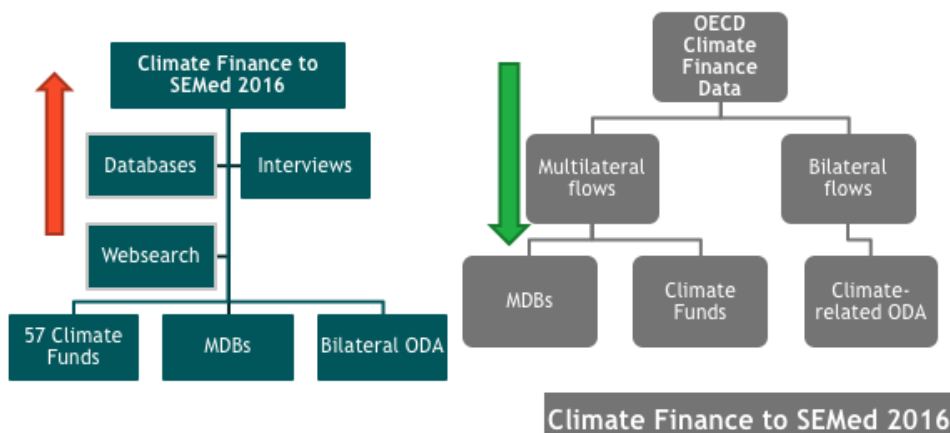 Climate Finance to
SEMed 2016
Databases
Interviews
Websearch
57 Climate
Funds
MDBs
Bilateral ODA
OECD
Climate
Finance
Data
Multilateral
flows
Bilateral
flows
MDBs
Climate
Funds
Climate-
related ODA
Climate Finance to SEMed 2016